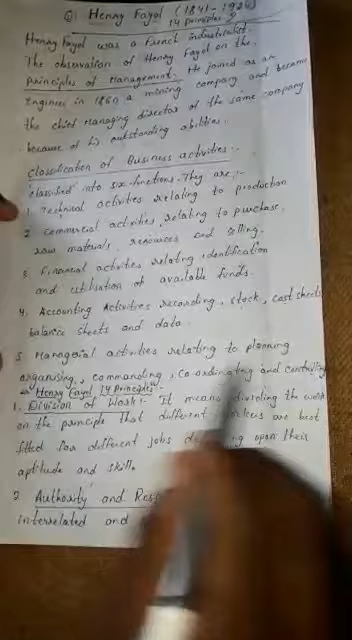 Q) Henry Fayol (1841-1925)
14 principles ?
Henry Fayol was a French industrialist.
The observation of Henry Fayol on the
principles of management. He joined as an
Engineer in 1860 a mining company and became
the chief Managing director of the same company
because of his outstanding abilities.
Classification of Business activities :-
classified into six-functions. They are :-
1. Technical activities relating to production
2. commercial activities, relating to purchase,
raw materials, resources and selling.
3. Financial activities relating identification
and utilisation of available funds.
4. Accounting Activities recording, stock, cost sheets
balance sheets and data.
5. Managerial activities relating to planning
organising, commanding, co-ordinating and controlling
Henry Fayol 14 Principles :-
1. Division of Work :- It means dividing the work
on the principle that different workers are best
fitted for different jobs upon their
aptitude and skill.
2. Authority and
interrelated and